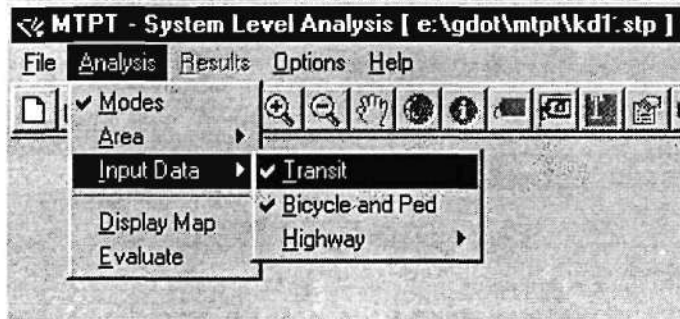 MTPT - System Level Analysis [ e:\gdot\mtpt\kd1.stp ]
File Analysis Results Options Help
Modes
Area
Input Data
Transit
Bicycle and Ped
Highway
Display Map
Evaluate